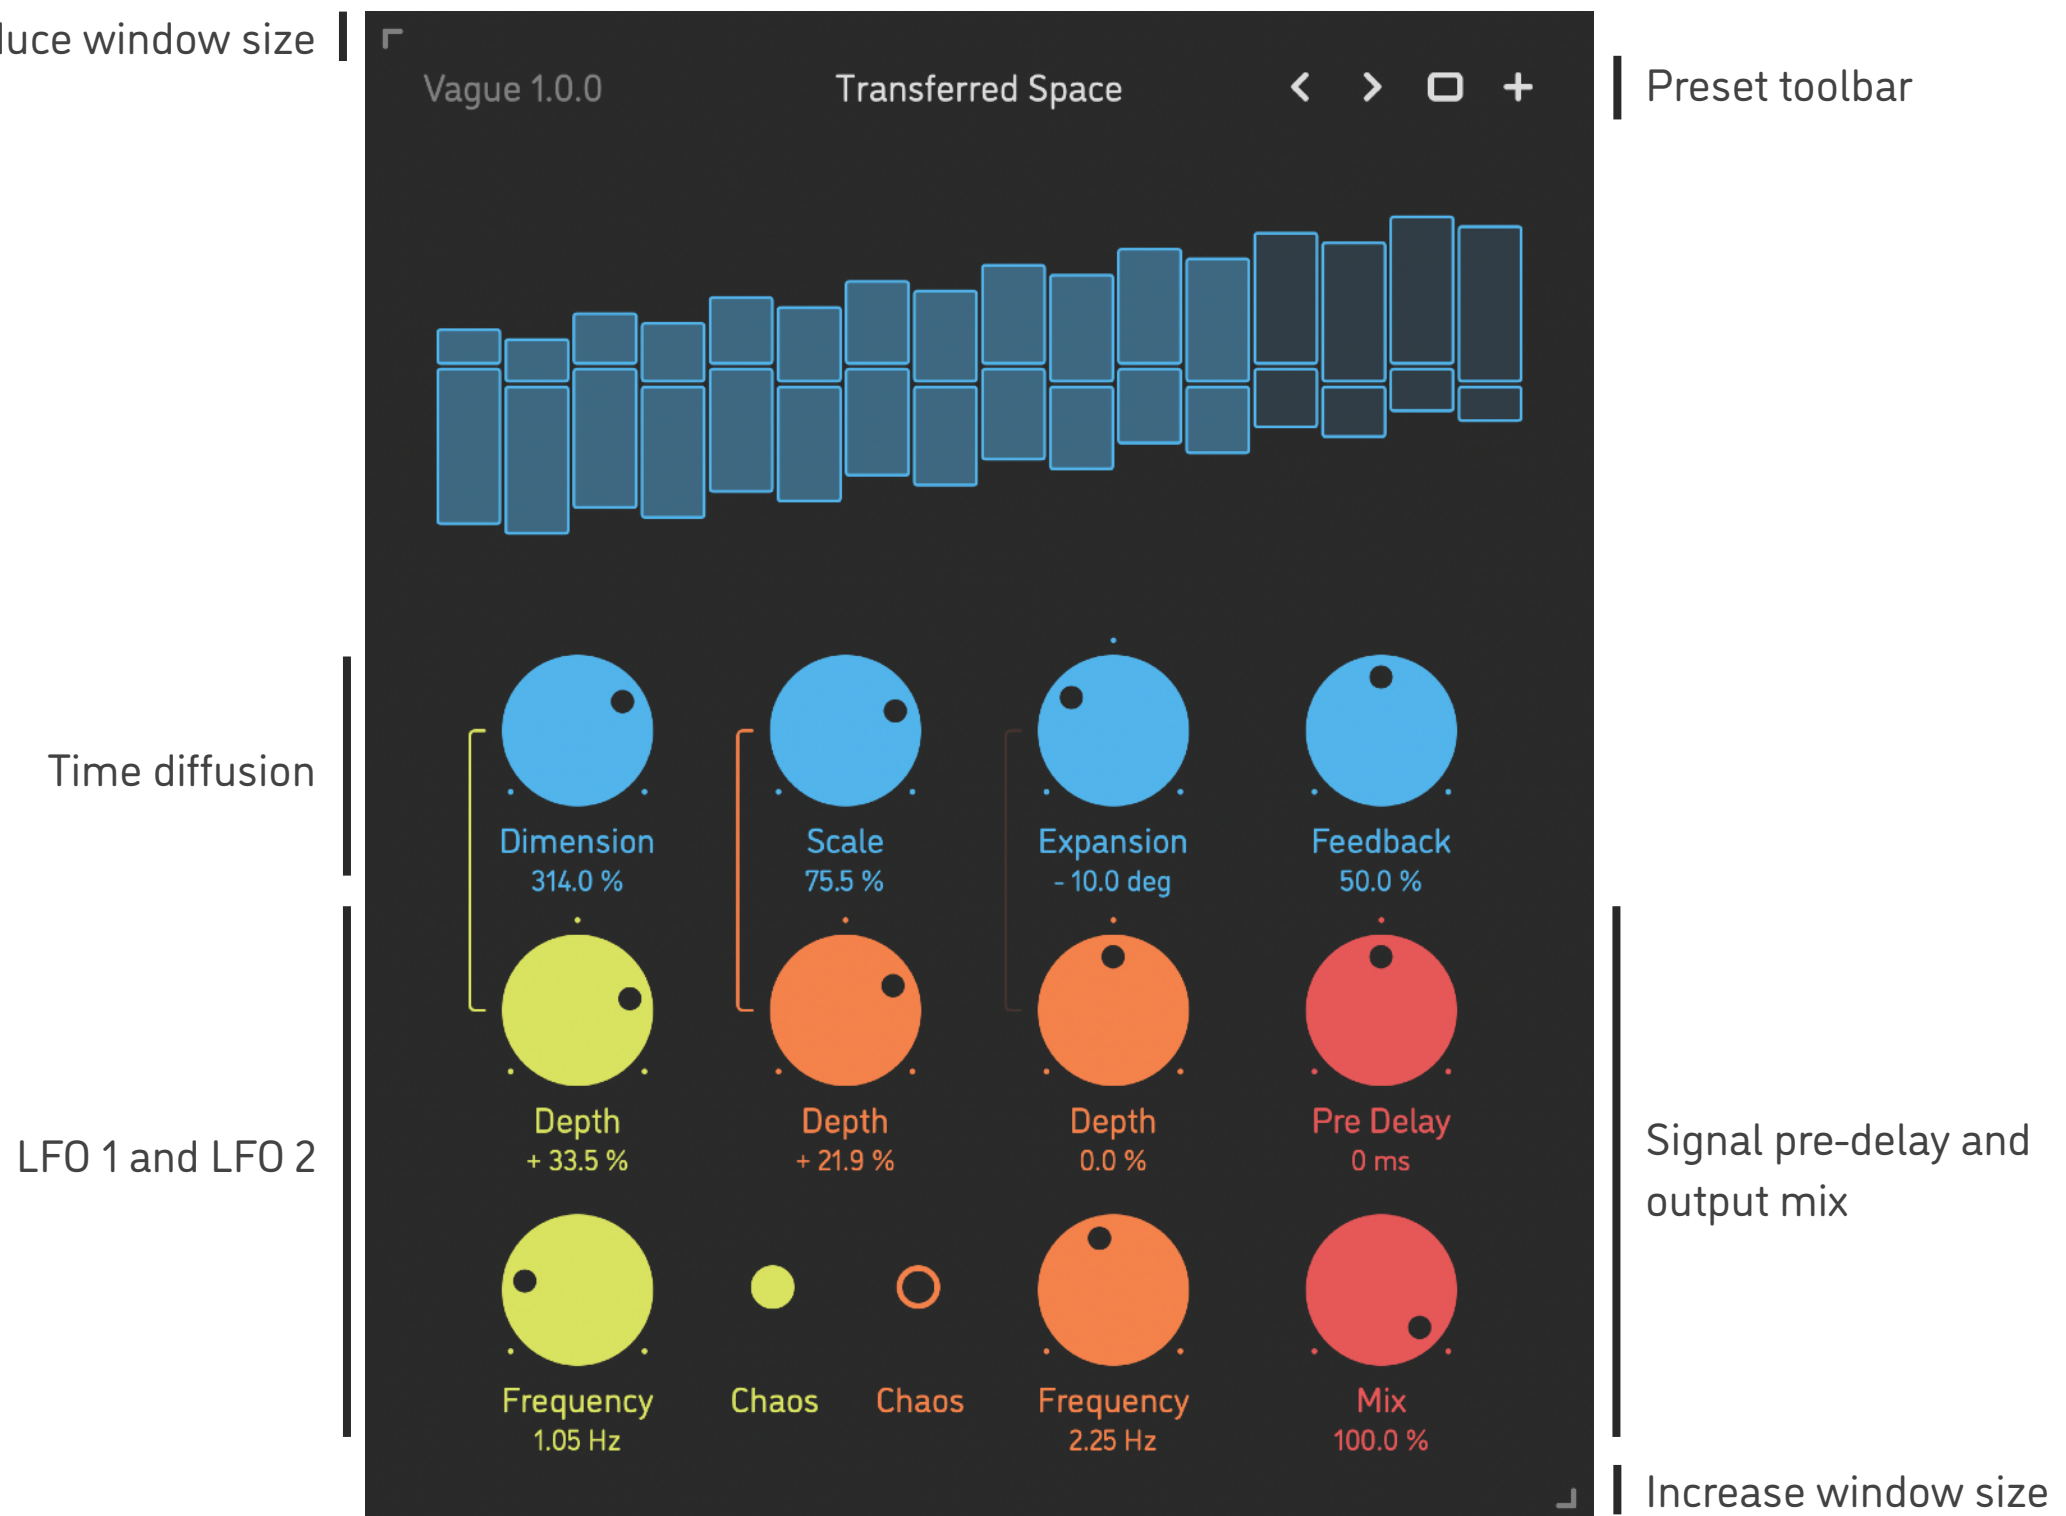 window size
Vague 1.0.0
Transferred Space
Preset toolbar
Time diffusion
Dimension
314.0 %
Scale
75.5 %
Expansion
- 10.0 deg
Feedback
50.0 %
LFO 1 and LFO 2
Depth
+ 33.5 %
Depth
+ 21.9 %
Depth
0.0 %
Pre Delay
0 ms
Signal pre-delay and
output mix
Frequency
1.05 Hz
Chaos
Chaos
Frequency
2.25 Hz
Mix
100.0 %
Increase window size